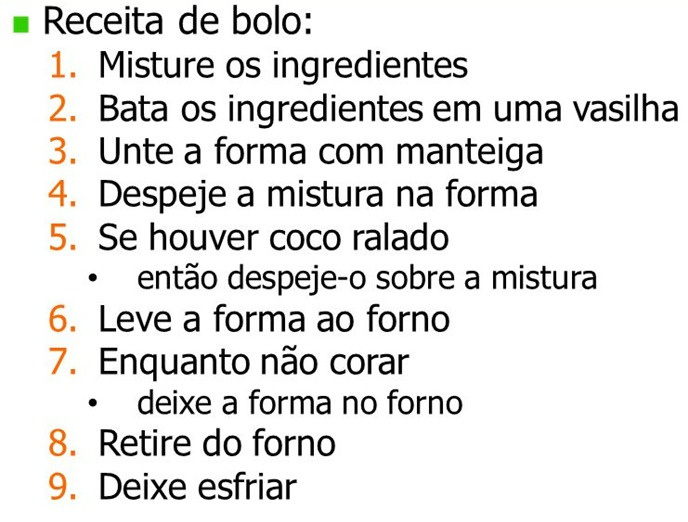 Receita de bolo:
1. Misture os ingredientes
2. Bata os ingredientes em uma vasilha
3. Unte a forma com manteiga
4. Despeje a mistura na forma
5. Se houver coco ralado
• então despeje-o sobre a mistura
6. Leve a forma ao forno
7. Enquanto não corar
• deixe a forma no forno
8. Retire do forno
9. Deixe esfriar